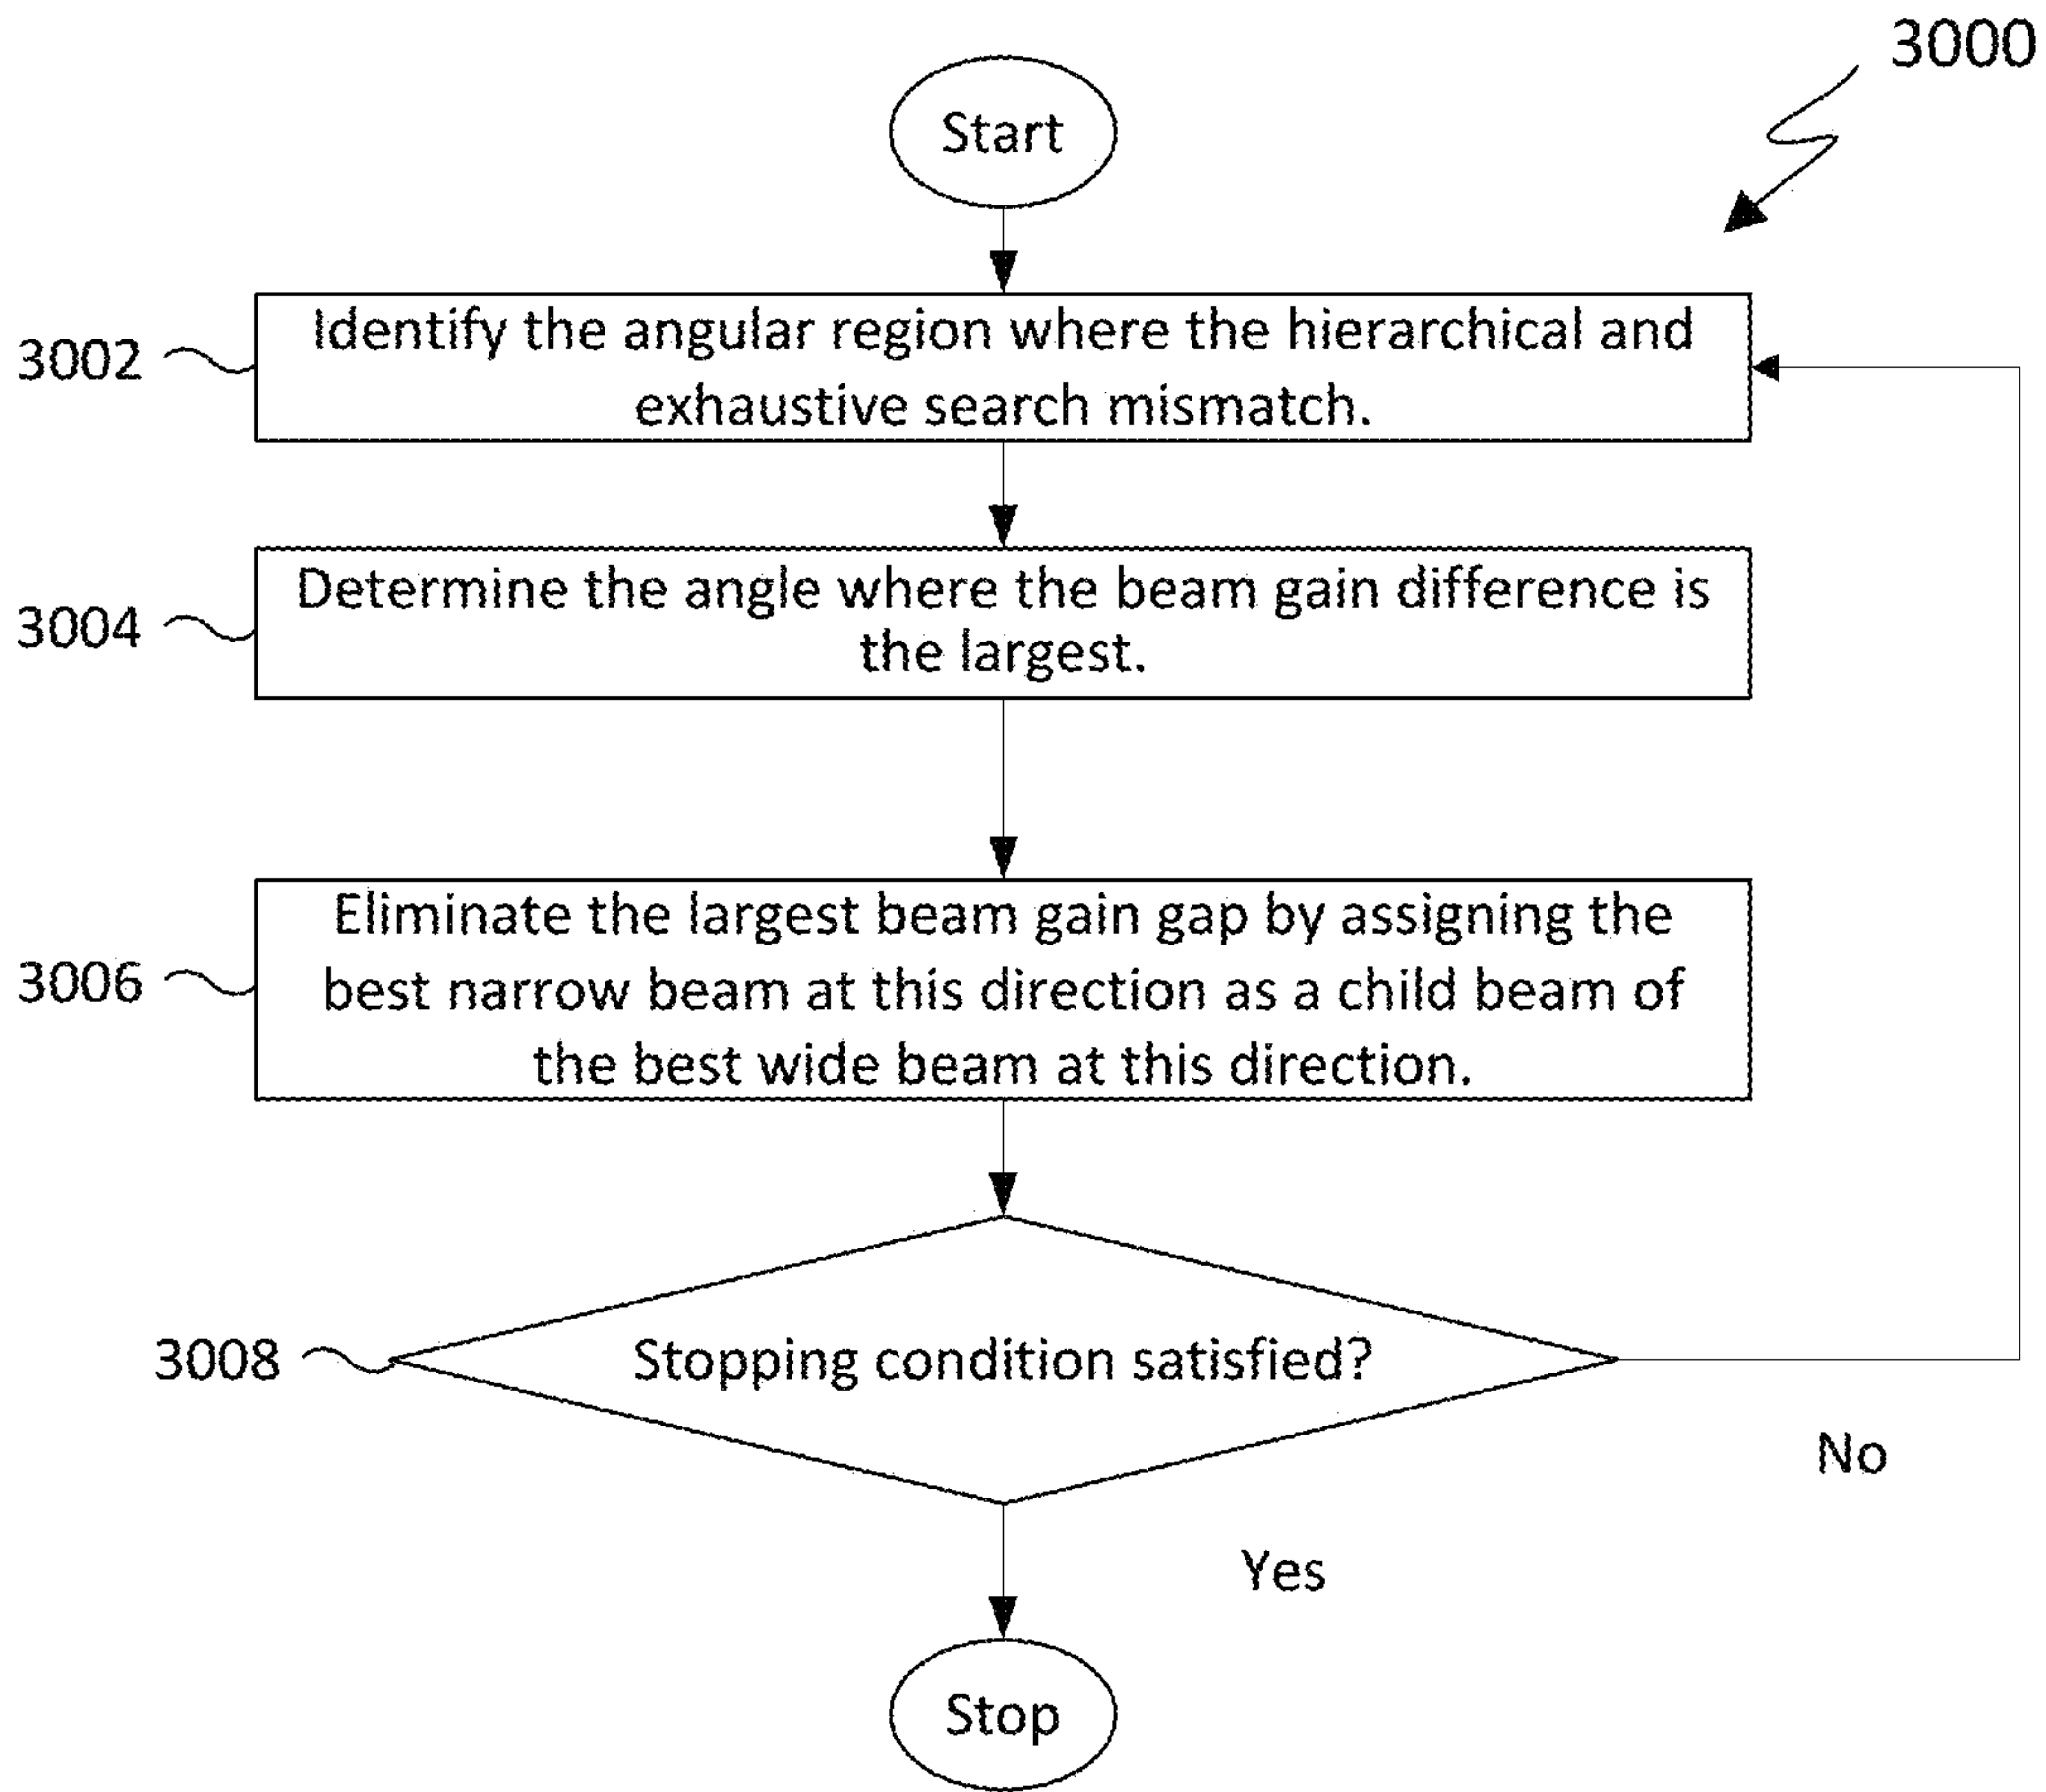 3000
Start
3002
Identify the angular region where the hierarchical and
exhaustive search mismatch.
3004
Determine the angle where the beam gain difference is
the largest.
3006
Eliminate the largest beam gain gap by assigning the
best narrow beam at this direction as a child beam of
the best wide beam at this direction.
3008
Stopping condition satisfied?
No
Yes
Stop